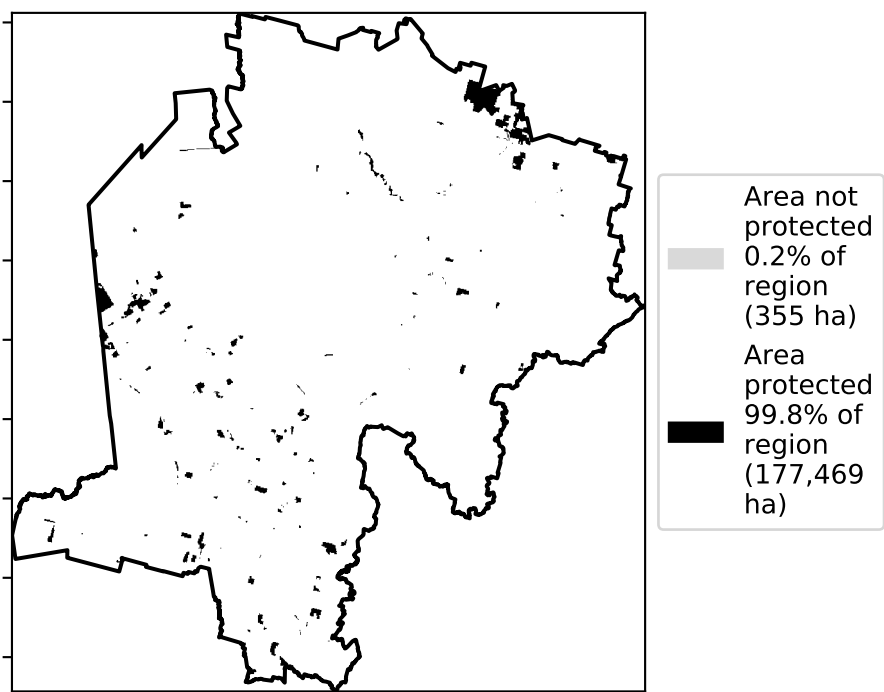 Area not
protected
0.2% of
region
(355 ha)
Area
protected
99.8% of
region
(177,469
ha)